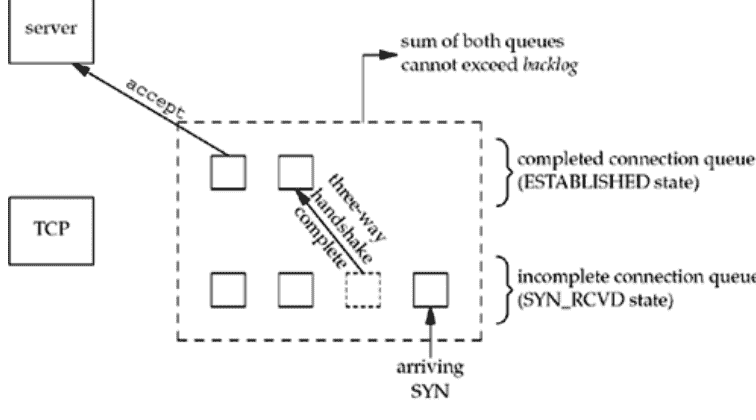 server
sum of both queues
cannot exceed backlog
accept
completed connection queue
(ESTABLISHED state)
three-way
handshake
complete
TCP
incomplete connection queue
(SYN_RCVD state)
arriving
SYN